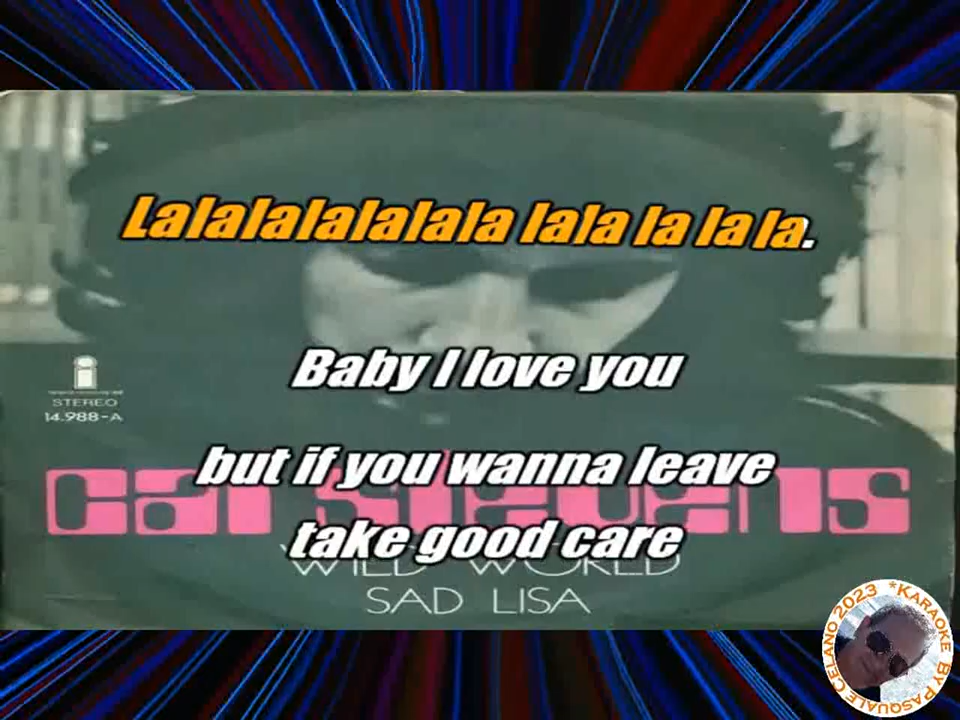 Lalalalalalala lala la la la.
Baby I love you
STEREO
14.988-A
but if you wanna leave
cat stevens
take good care
WILD WORLD
SAD LISA
PASQUALE CELANO 2023 *KARAOKE BY